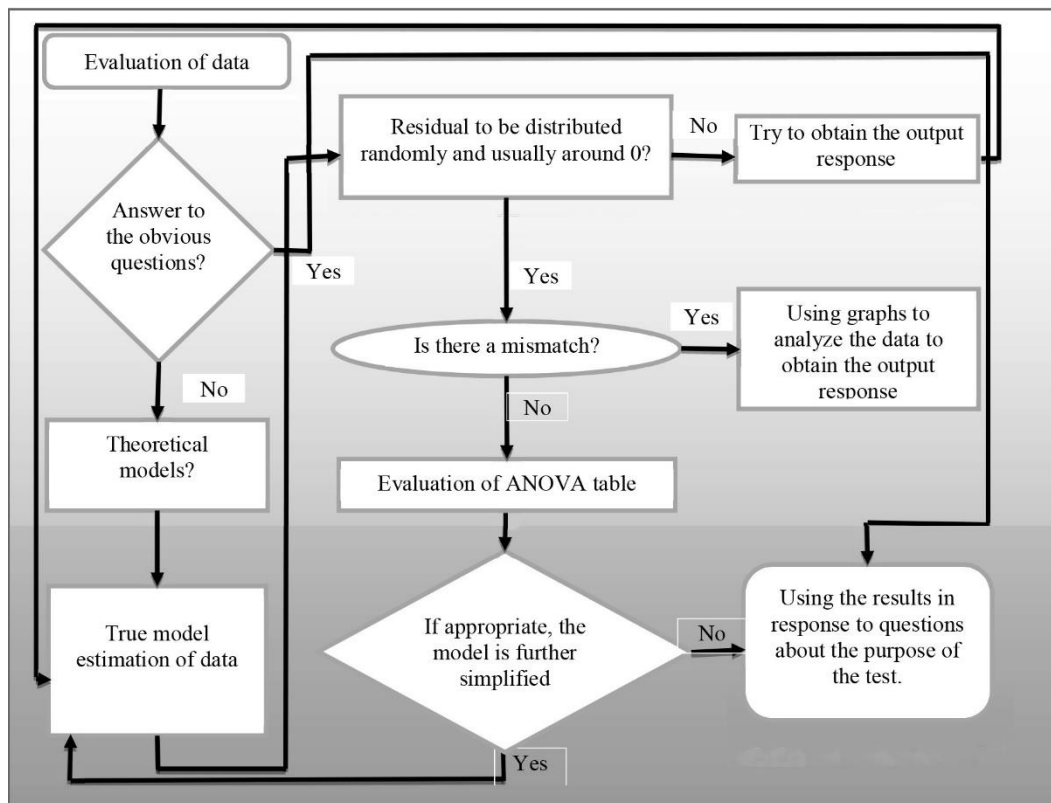 Evaluation of data
Answer to
the obvious
questions?
Yes
No
Theoretical
models?
True model
estimation of data
Residual to be distributed
randomly and usually around 0?
No
Try to obtain the output
response
Yes
Is there a mismatch?
Yes
Using graphs to
analyze the data to
obtain the output
response
No
Evaluation of ANOVA table
If appropriate, the
model is further
simplified
No
Using the results in
response to questions
about the purpose of
the test.
Yes